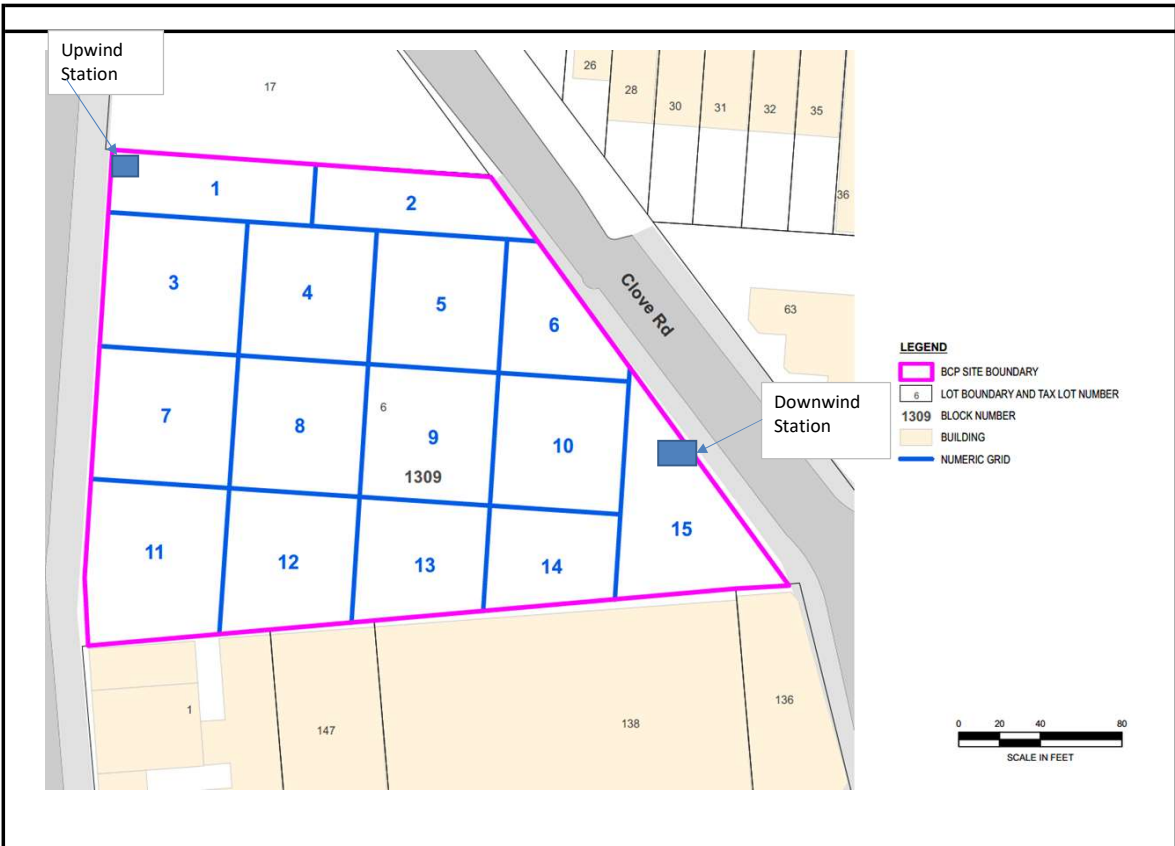 Upwind
Station
17
26
28
30
31
32
35
36
1
2
3
4
5
6
Clove Rd
63
7
8
6
9
10
1309
Downwind
Station
11
12
13
14
15
1
147
138
136
LEGEND
BCP SITE BOUNDARY
6 LOT BOUNDARY AND TAX LOT NUMBER
1309 BLOCK NUMBER
BUILDING
NUMERIC GRID
0 20 40 80
SCALE IN FEET